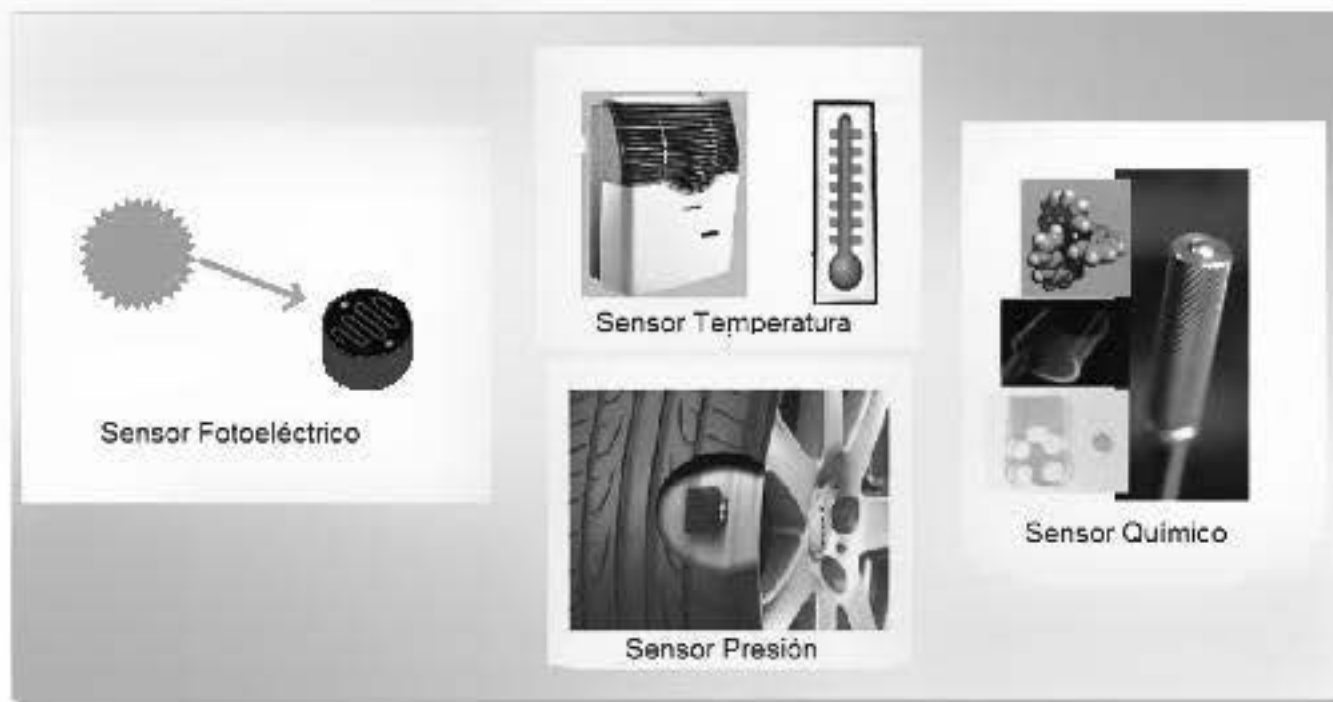 Sensor Fotoeléctrico
Sensor Temperatura
Sensor Presión
Sensor Químico